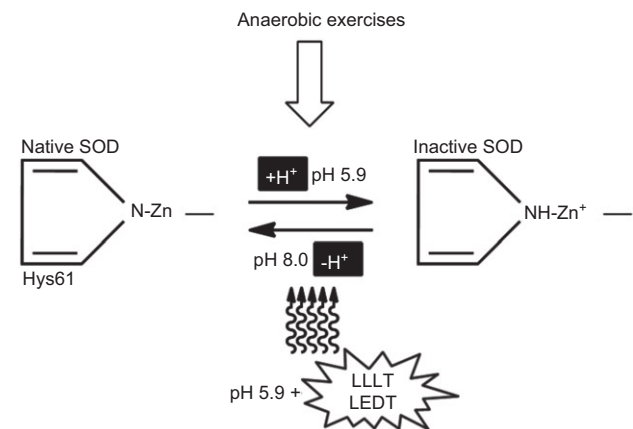 Anaerobic exercises
Native SOD
Inactive SOD
+H⁺ pH 5.9
N-Zn
NH-Zn⁺
pH 8.0 -H⁺
Hys61
pH 5.9 +
LLLT
LEDT